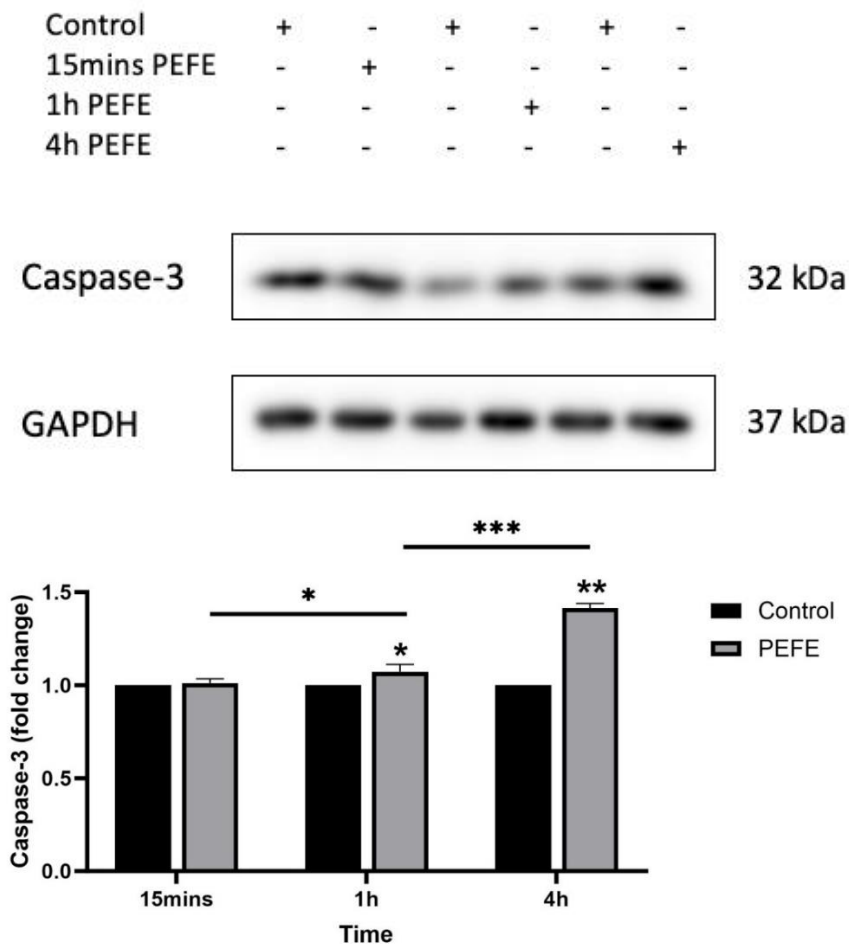 Control + - + - + -
15mins PEFE - + - - - -
1h PEFE - - - + - -
4h PEFE - - - - - +
Caspase-3 32 kDa
GAPDH 37 kDa
***
*
**
*
Caspase-3 (fold change)
1.5
1.0
0.5
0.0
15mins 1h 4h
Time
Control
PEFE